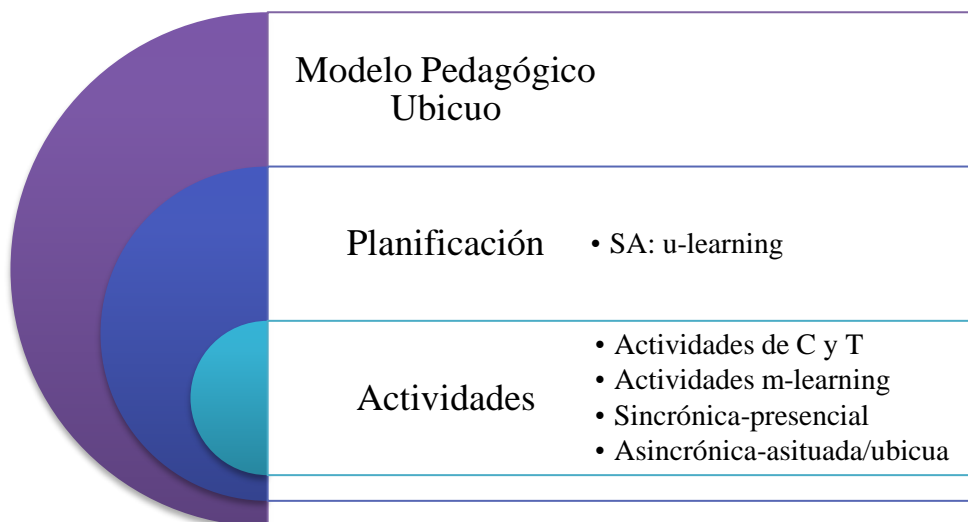 Modelo Pedagógico
Ubicuo
Planificación
• SA: u-learning
Actividades
• Actividades de C y T
• Actividades m-learning
• Sincrónica-presencial
• Asincrónica-asituada/ubicua